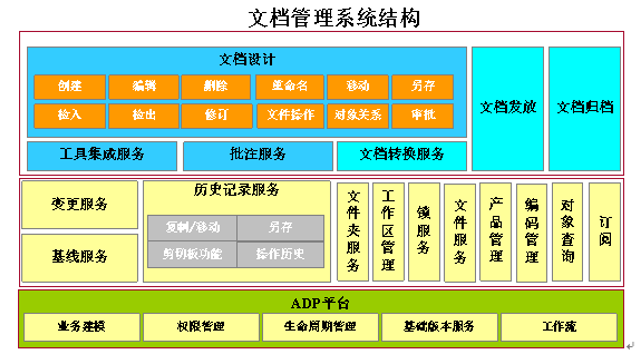 文档管理系统结构
文档设计
创建 编辑 删除 重命名 移动 另存
检入 检出 修订 文件操作 对象关系 审批
文档发放
文档归档
工具集成服务 批注服务 文档转换服务
变更服务
基线服务
历史记录服务
复制/移动 另存
剪切板功能 操作历史
文件夹服务
工作区管理
锁服务
文件服务
产品管理
编码管理
对象查询
订阅
ADP平台
业务建模 权限管理 生命周期管理 基础版本服务 工作流